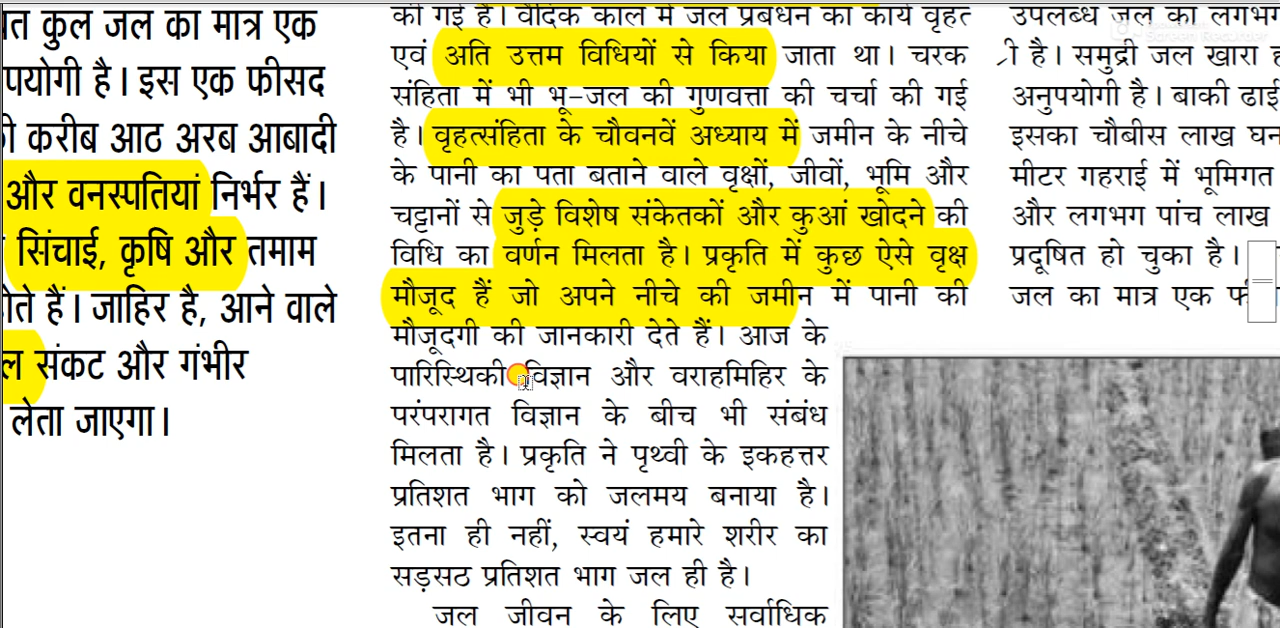 कुल जल का मात्र एक
है। इस एक फीसद
करीब आठ अरब आबादी
और वनस्पतियां निर्भर हैं।
सिंचाई, कृषि और तमाम
हैं। जाहिर है, आने वाले
संकट और गंभीर
लेता जाएगा।
की गई है। वैदिक काल में जल प्रबंधन का कार्य वृहत
एवं अति उत्तम विधियों से किया जाता था। चरक
संहिता में भी भू-जल की गुणवत्ता की चर्चा की गई
है। वृहत्संहिता के चौवनवें अध्याय में जमीन के नीचे
के पानी का पता बताने वाले वृक्षों, जीवों, भूमि और
चट्टानों से जुड़े विशेष संकेतकों और कुआं खोदने की
विधि का वर्णन मिलता है। प्रकृति में कुछ ऐसे वृक्ष
मौजूद हैं जो अपने नीचे की जमीन में पानी की
मौजूदगी की जानकारी देते हैं। आज के
पारिस्थिकी विज्ञान और वराहमिहिर के
परंपरागत विज्ञान के बीच भी संबंध
मिलता है। प्रकृति ने पृथ्वी के इकहत्तर
प्रतिशत भाग को जलमय बनाया है।
इतना ही नहीं, स्वयं हमारे शरीर का
सड़सठ प्रतिशत भाग जल ही है।
जल जीवन के लिए सर्वाधिक
उपलब्ध जल का लगभग
है। समुद्री जल खारा
अनुपयोगी है। बाकी ढाई
इसका चौबीस लाख घन
मीटर गहराई में भूमिगत
और लगभग पांच लाख
प्रदूषित हो चुका है।
जल का मात्र एक